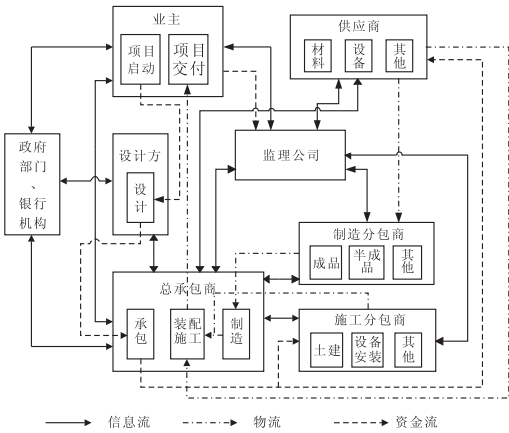 业主
项目
启动
项目
交付
供应商
材
料
设
备
其
他
政府
部门
、
银行
机构
设计方
设
计
监理公司
制造分包商
成品
半成
品
其
他
总承包商
承
包
装配
施工
制
造
施工分包商
土建
设备
安装
其
他
信息流
物流
资金流